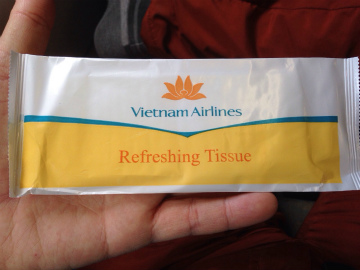 Vietnam Airlines
Refreshing Tissue